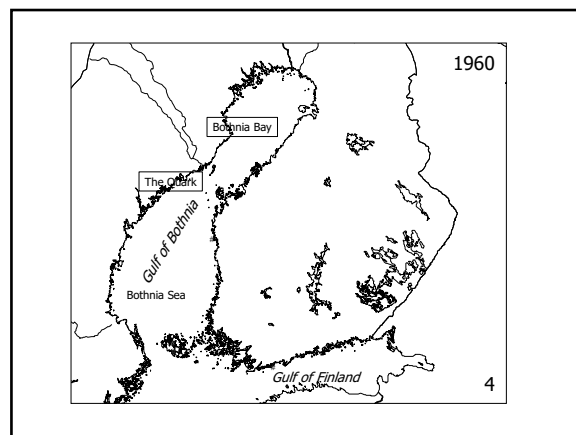 1960
Bothnia Bay
The Quark
Gulf of Bothnia
Bothnia Sea
Gulf of Finland
4